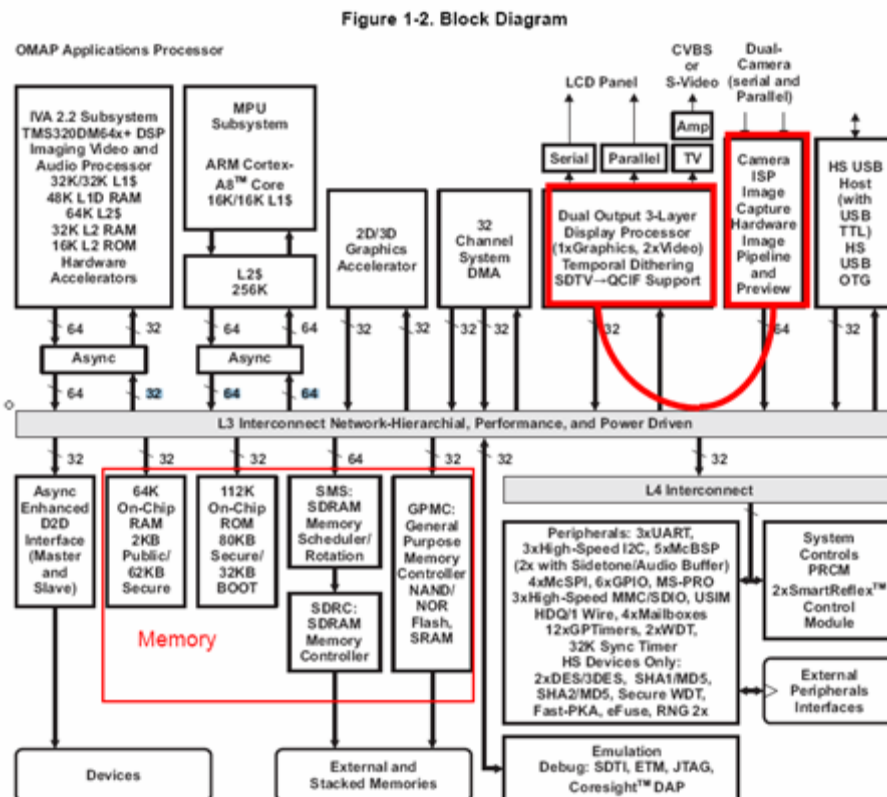 Figure 1-2. Block Diagram
OMAP Applications Processor
IVA 2.2 Subsystem
TMS320DM64x+ DSP
Imaging Video and
Audio Processor
32K/32K L1$
48K L1D RAM
64K L2$
32K L2 RAM
16K L2 ROM
Hardware
Accelerators
MPU
Subsystem
ARM Cortex-
A8™ Core
16K/16K L1$
L2$
256K
2D/3D
Graphics
Accelerator
32
Channel
System
DMA
LCD Panel
CVBS
or
S-Video
Amp
Serial
Parallel
TV
Dual Output 3-Layer
Display Processor
(1xGraphics, 2xVideo)
Temporal Dithering
SDTV→QCIF Support
Dual-
Camera
(serial and
Parallel)
Camera
ISP
Image
Capture
Hardware
Image
Pipeline
and
Preview
HS USB
Host
(with
USB
TTL)
HS
USB
OTG
64
32
64
64
32
32
32
32
32
64
32
32
Async
Async
64
32
64
64
L3 Interconnect Network-Hierarchial, Performance, and Power Driven
32
32
32
64
32
32
32
Async
Enhanced
D2D
Interface
(Master
and
Slave)
64K
On-Chip
RAM
2KB
Public/
62KB
Secure
112K
On-Chip
ROM
80KB
Secure/
32KB
BOOT
SMS:
SDRAM
Memory
Scheduler/
Rotation
SDRC:
SDRAM
Memory
Controller
GPMC:
General
Purpose
Memory
Controller
NAND/
NOR
Flash,
SRAM
Memory
L4 Interconnect
Peripherals: 3xUART,
3xHigh-Speed I2C, 5xMcBSP
(2x with Sidetone/Audio Buffer)
4xMcSPI, 6xGPIO, MS-PRO
3xHigh-Speed MMC/SDIO, USIM
HDQ/1 Wire, 4xMailboxes
12xGPTimers, 2xWDT,
32K Sync Timer
HS Devices Only:
2xDES/3DES, SHA1/MD5,
SHA2/MD5, Secure WDT,
Fast-PKA, eFuse, RNG 2x
System
Controls
PRCM
2xSmartReflex™
Control
Module
External
Peripherals
Interfaces
Devices
External and
Stacked Memories
Emulation
Debug: SDTI, ETM, JTAG,
Coresight™ DAP